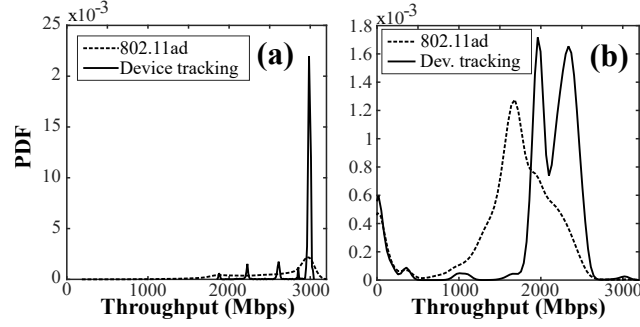 ×10⁻³
25
20
15
10
5
0
PDF
802.11ad
Device tracking
(a)
0 1000 2000 3000
Throughput (Mbps)
×10⁻³
1.8
1.6
1.4
1.2
1
0.8
0.6
0.4
0.2
0
802.11ad
Dev. tracking
(b)
0 1000 2000 3000
Throughput (Mbps)